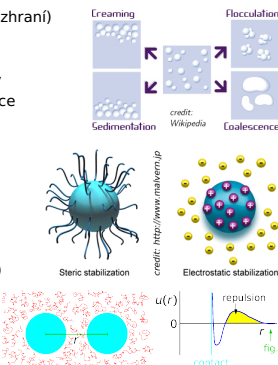 Creaming
Flocculation
zhraní)
ce
credit:
Wikipedia
Sedimentation
Coalescence
credit: http://www.malvern.jp
Steric stabilization
Electrostatic stabilization
)
u(r)
repulsion
0
r
r
fig
contact